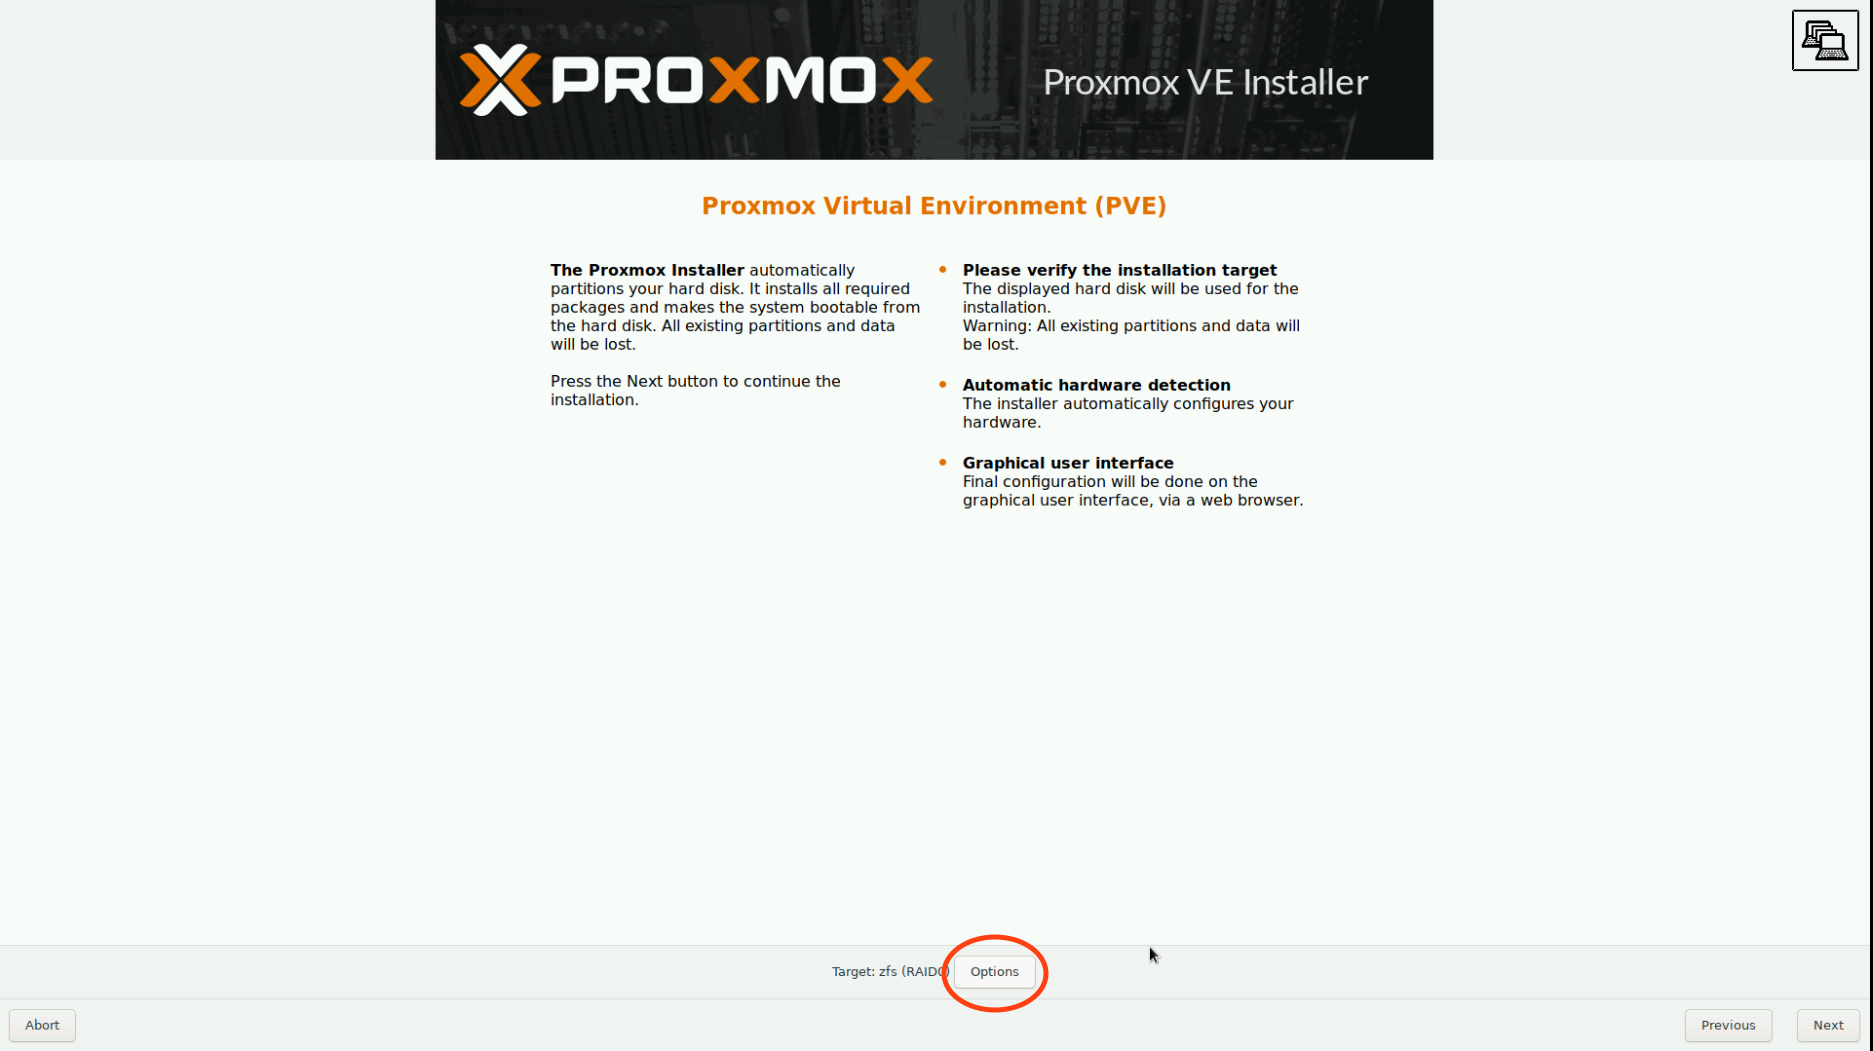 PROXMOX
Proxmox VE Installer
Proxmox Virtual Environment (PVE)
The Proxmox Installer automatically
partitions your hard disk. It installs all required
packages and makes the system bootable from
the hard disk. All existing partitions and data
will be lost.
Press the Next button to continue the
installation.
Please verify the installation target
The displayed hard disk will be used for the
installation.
Warning: All existing partitions and data will
be lost.
Automatic hardware detection
The installer automatically configures your
hardware.
Graphical user interface
Final configuration will be done on the
graphical user interface, via a web browser.
Target: zfs (RAID0) Options
Abort
Previous
Next